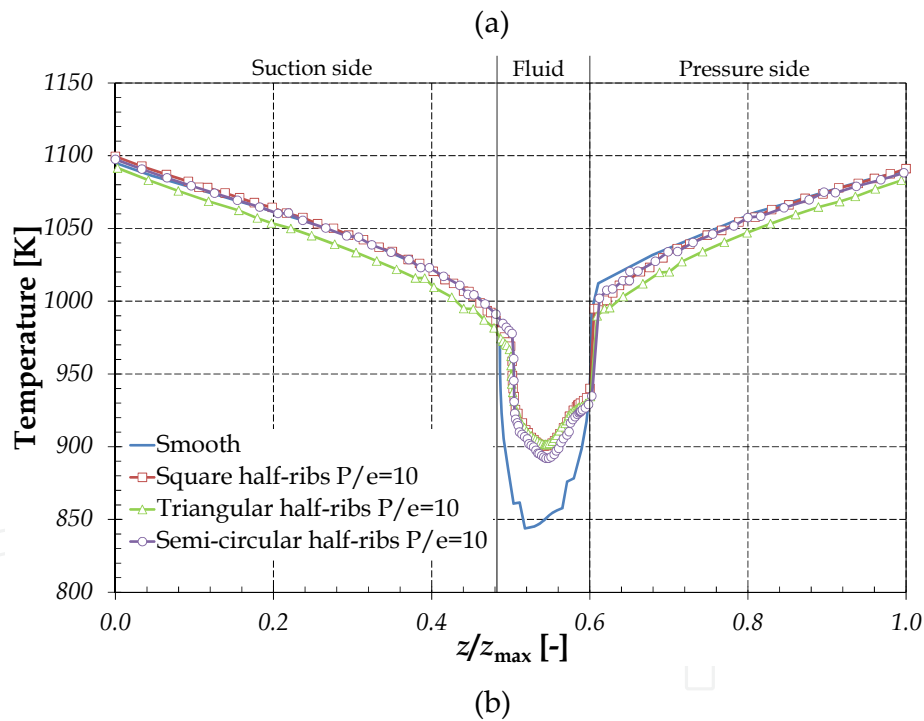 (a)
Suction side Fluid Pressure side
1150
1100
1050
1000
950
900
850
800
Temperature [K]
Smooth
Square half-ribs P/e=10
Triangular half-ribs P/e=10
Semi-circular half-ribs P/e=10
0.0 0.2 0.4 0.6 0.8 1.0
z/zmax [-]
(b)